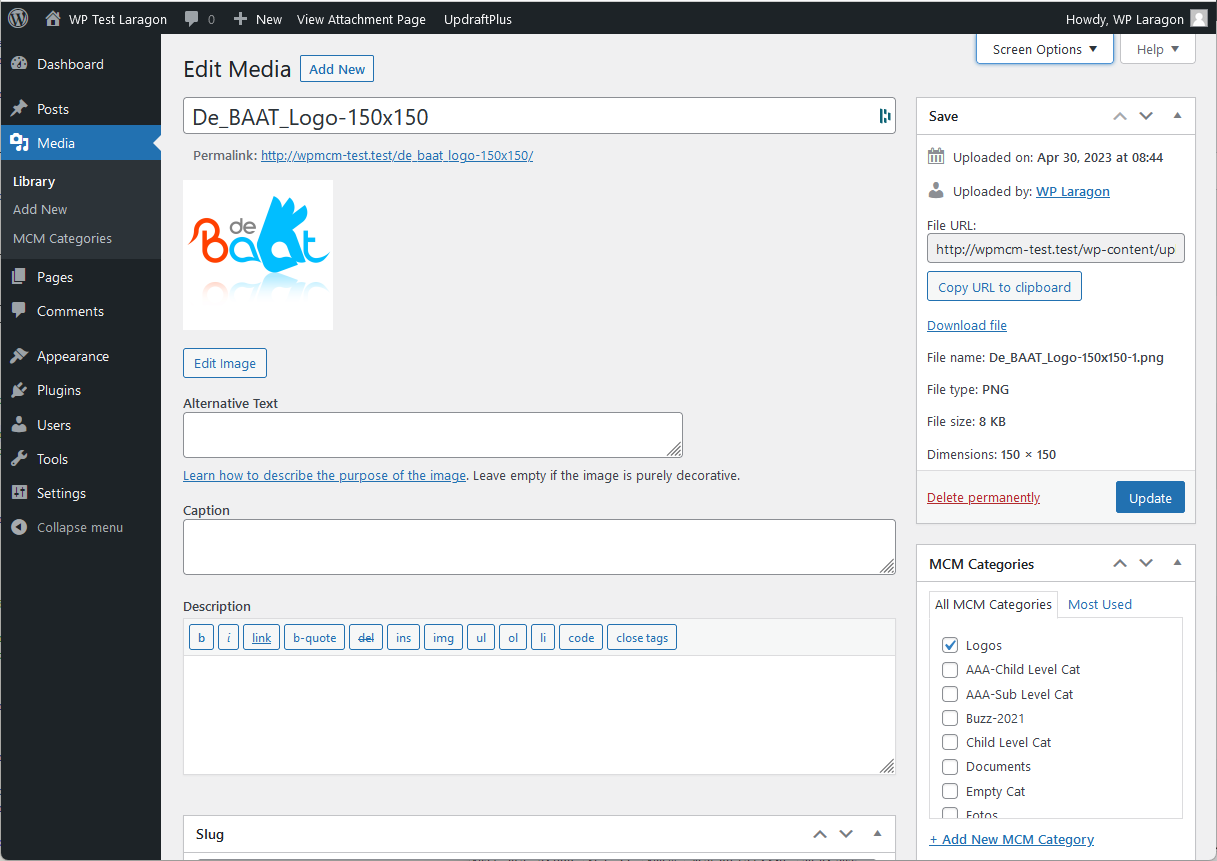 WP Test Laragon 0 New View Attachment Page UpdraftPlus Howdy, WP Laragon
Dashboard
Posts
Media
Library
Add New
MCM Categories
Pages
Comments
Appearance
Plugins
Users
Tools
Settings
Collapse menu
Screen Options Help
Edit Media Add New
De_BAAT_Logo-150x150
Permalink: http://wpmcm-test.test/de_baat_logo-150x150/
de
Baat
Edit Image
Alternative Text
Learn how to describe the purpose of the image. Leave empty if the image is purely decorative.
Caption
Description
b i link b-quote del ins img ul ol li code close tags
Slug
Save
Uploaded on: Apr 30, 2023 at 08:44
Uploaded by: WP Laragon
File URL:
http://wpmcm-test.test/wp-content/up
Copy URL to clipboard
Download file
File name: De_BAAT_Logo-150x150-1.png
File type: PNG
File size: 8 KB
Dimensions: 150 × 150
Delete permanently Update
MCM Categories
All MCM Categories Most Used
Logos
AAA-Child Level Cat
AAA-Sub Level Cat
Buzz-2021
Child Level Cat
Documents
Empty Cat
Fotos
+ Add New MCM Category